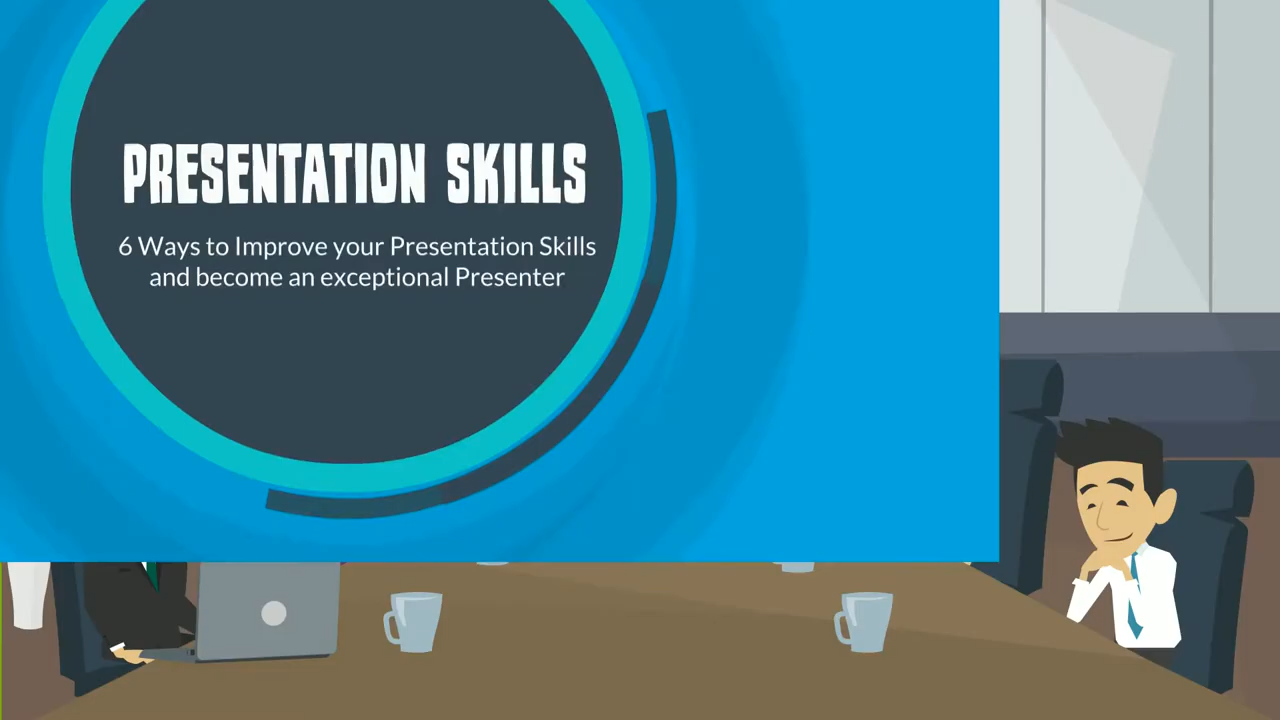 PRESENTATION SKILLS
6 Ways to Improve your Presentation Skills
and become an exceptional Presenter